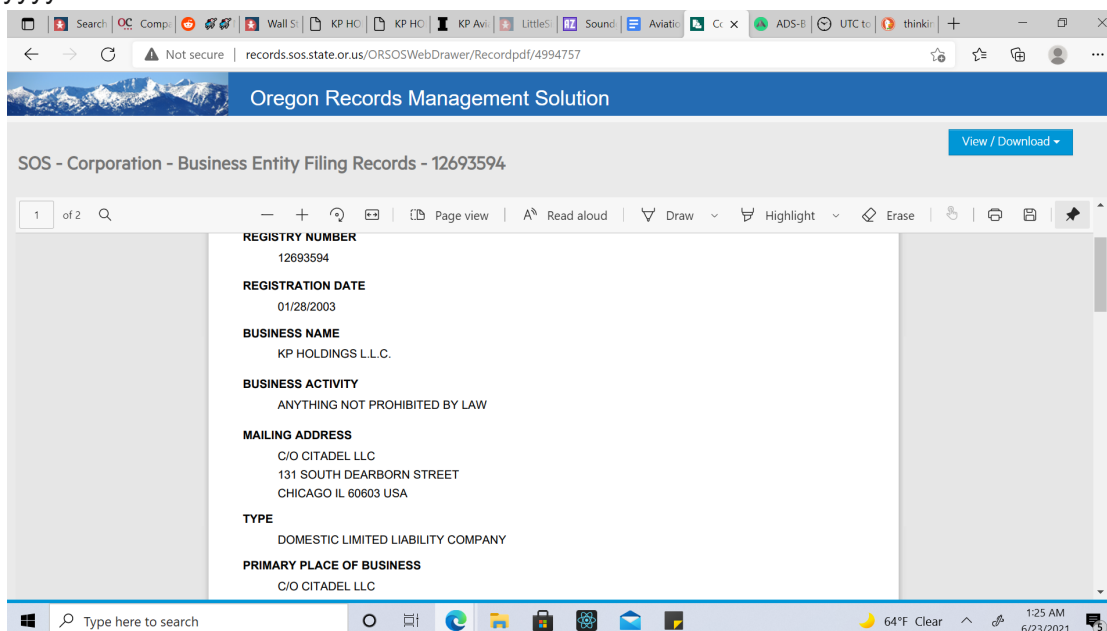 yyyyy
Search
Compa
Wall St
KP HO
KP HO
KP Avi
LittleSi
Sound
Aviatio
Cc
ADS-B
UTC to
thinkin
Not secure | records.sos.state.or.us/ORSOSWebDrawer/Recordpdf/4994757
Oregon Records Management Solution
View / Download
SOS - Corporation - Business Entity Filing Records - 12693594
1 of 2 Page view Read aloud Draw Highlight Erase
REGISTRY NUMBER
12693594
REGISTRATION DATE
01/28/2003
BUSINESS NAME
KP HOLDINGS L.L.C.
BUSINESS ACTIVITY
ANYTHING NOT PROHIBITED BY LAW
MAILING ADDRESS
C/O CITADEL LLC
131 SOUTH DEARBORN STREET
CHICAGO IL 60603 USA
TYPE
DOMESTIC LIMITED LIABILITY COMPANY
PRIMARY PLACE OF BUSINESS
C/O CITADEL LLC
Type here to search
64°F Clear
1:25 AM
6/23/2021
5